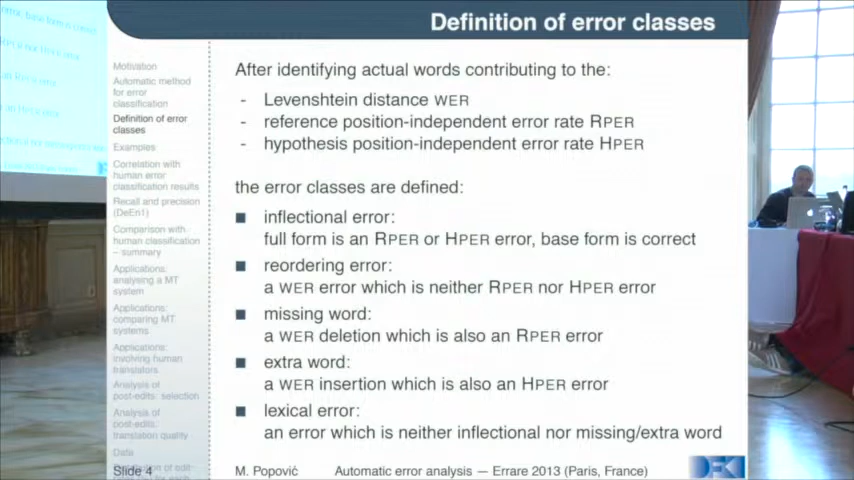 Definition of error classes
Motivation
Automatic method
for error
classification
Definition of error
classes
Examples
Correlation with
human error
classification results
Recall and precision
(DeEn1)
Comparison with
human classification
– summary
Applications:
analysing a MT
system
Applications:
comparing MT
systems
Applications:
involving human
translators
Analysis of
post-edits: selection
Analysis of
post-edits:
translation quality
Data
Slide 4
After identifying actual words contributing to the:
- Levenshtein distance WER
- reference position-independent error rate RPER
- hypothesis position-independent error rate HPER
the error classes are defined:
inflectional error:
full form is an RPER or HPER error, base form is correct
reordering error:
a WER error which is neither RPER nor HPER error
missing word:
a WER deletion which is also an RPER error
extra word:
a WER insertion which is also an HPER error
lexical error:
an error which is neither inflectional nor missing/extra word
M. Popović Automatic error analysis — Errare 2013 (Paris, France)
DFKI